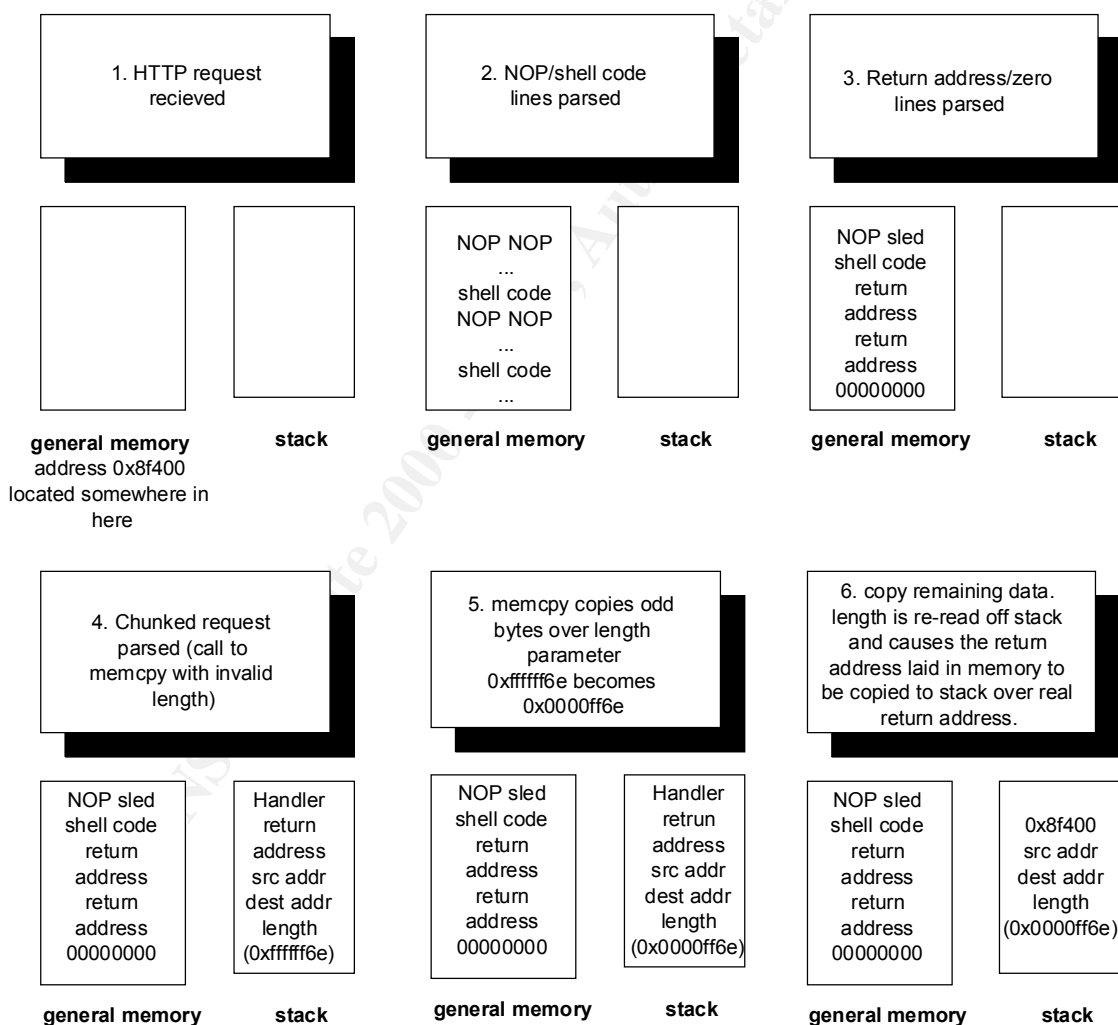 1. HTTP request
recieved
2. NOP/shell code
lines parsed
3. Return address/zero
lines parsed
NOP NOP
...
shell code
NOP NOP
...
shell code
...
NOP sled
shell code
return
address
return
address
00000000
general memory
address 0x8f400
located somewhere in
here
stack
general memory
stack
general memory
stack
4. Chunked request
parsed (call to
memcpy with invalid
length)
5. memcpy copies odd
bytes over length
parameter
0xffffff6e becomes
0x0000ff6e
6. copy remaining data.
length is re-read off stack
and causes the return
address laid in memory to
be copied to stack over real
return address.
NOP sled
shell code
return
address
return
address
00000000
Handler
return
address
src addr
dest addr
length
(0xffffff6e)
NOP sled
shell code
return
address
return
address
00000000
Handler
retrun
address
src addr
dest addr
length
(0x0000ff6e)
NOP sled
shell code
return
address
return
address
00000000
0x8f400
src addr
dest addr
length
(0x0000ff6e)
general memory
stack
general memory
stack
general memory
stack